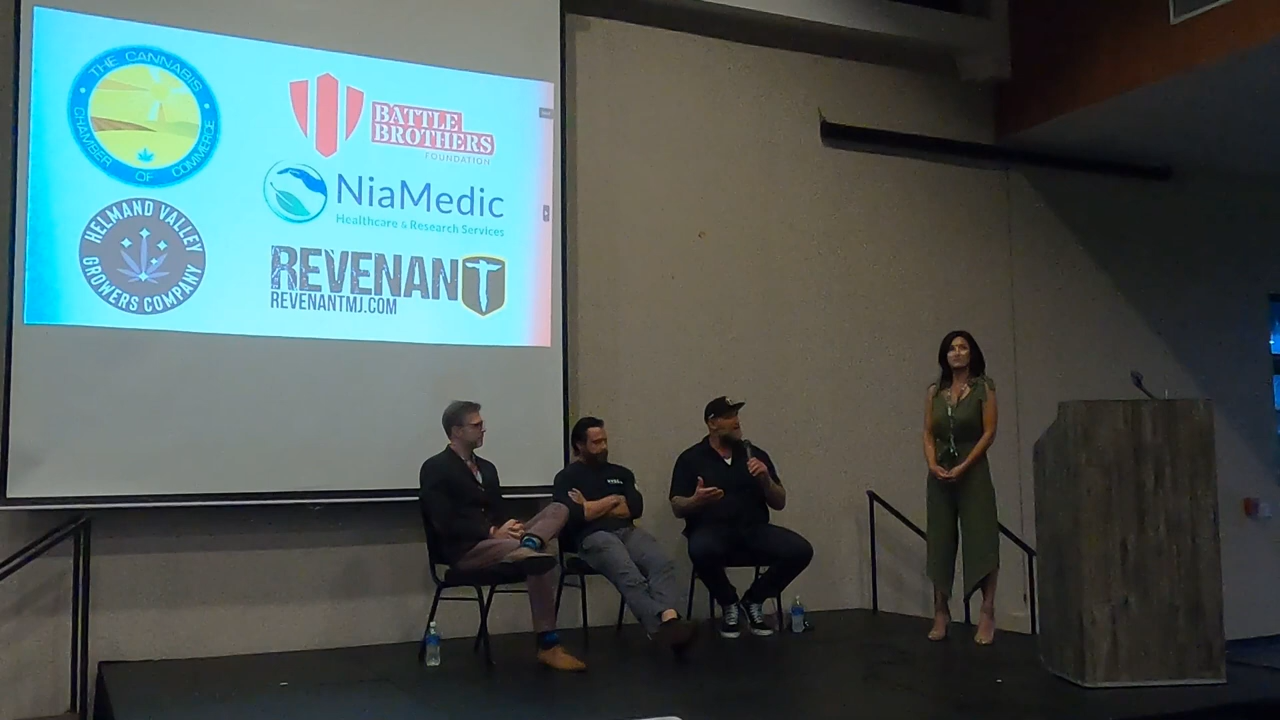 THE CANNABIS
CHAMBER OF COMMERCE
BATTLE
BROTHERS
FOUNDATION
NiaMedic
Healthcare & Research Services
HELMAND VALLEY
GROWERS COMPANY
REVENANT
REVENANTMJ.COM